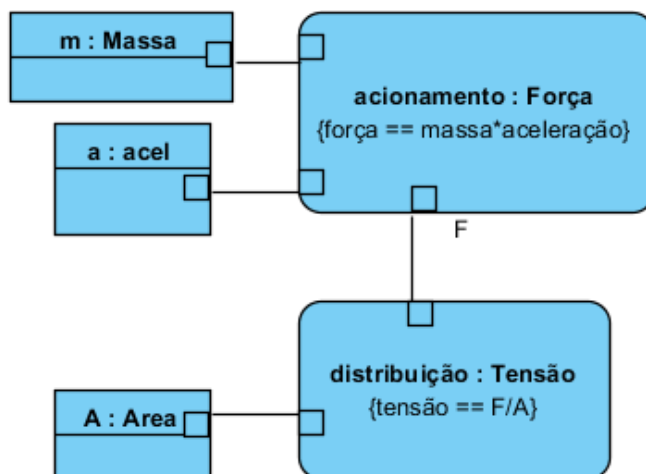 m : Massa
acionamento : Força
{força == massa*aceleração}
a : acel
F
distribuição : Tensão
{tensão == F/A}
A : Area